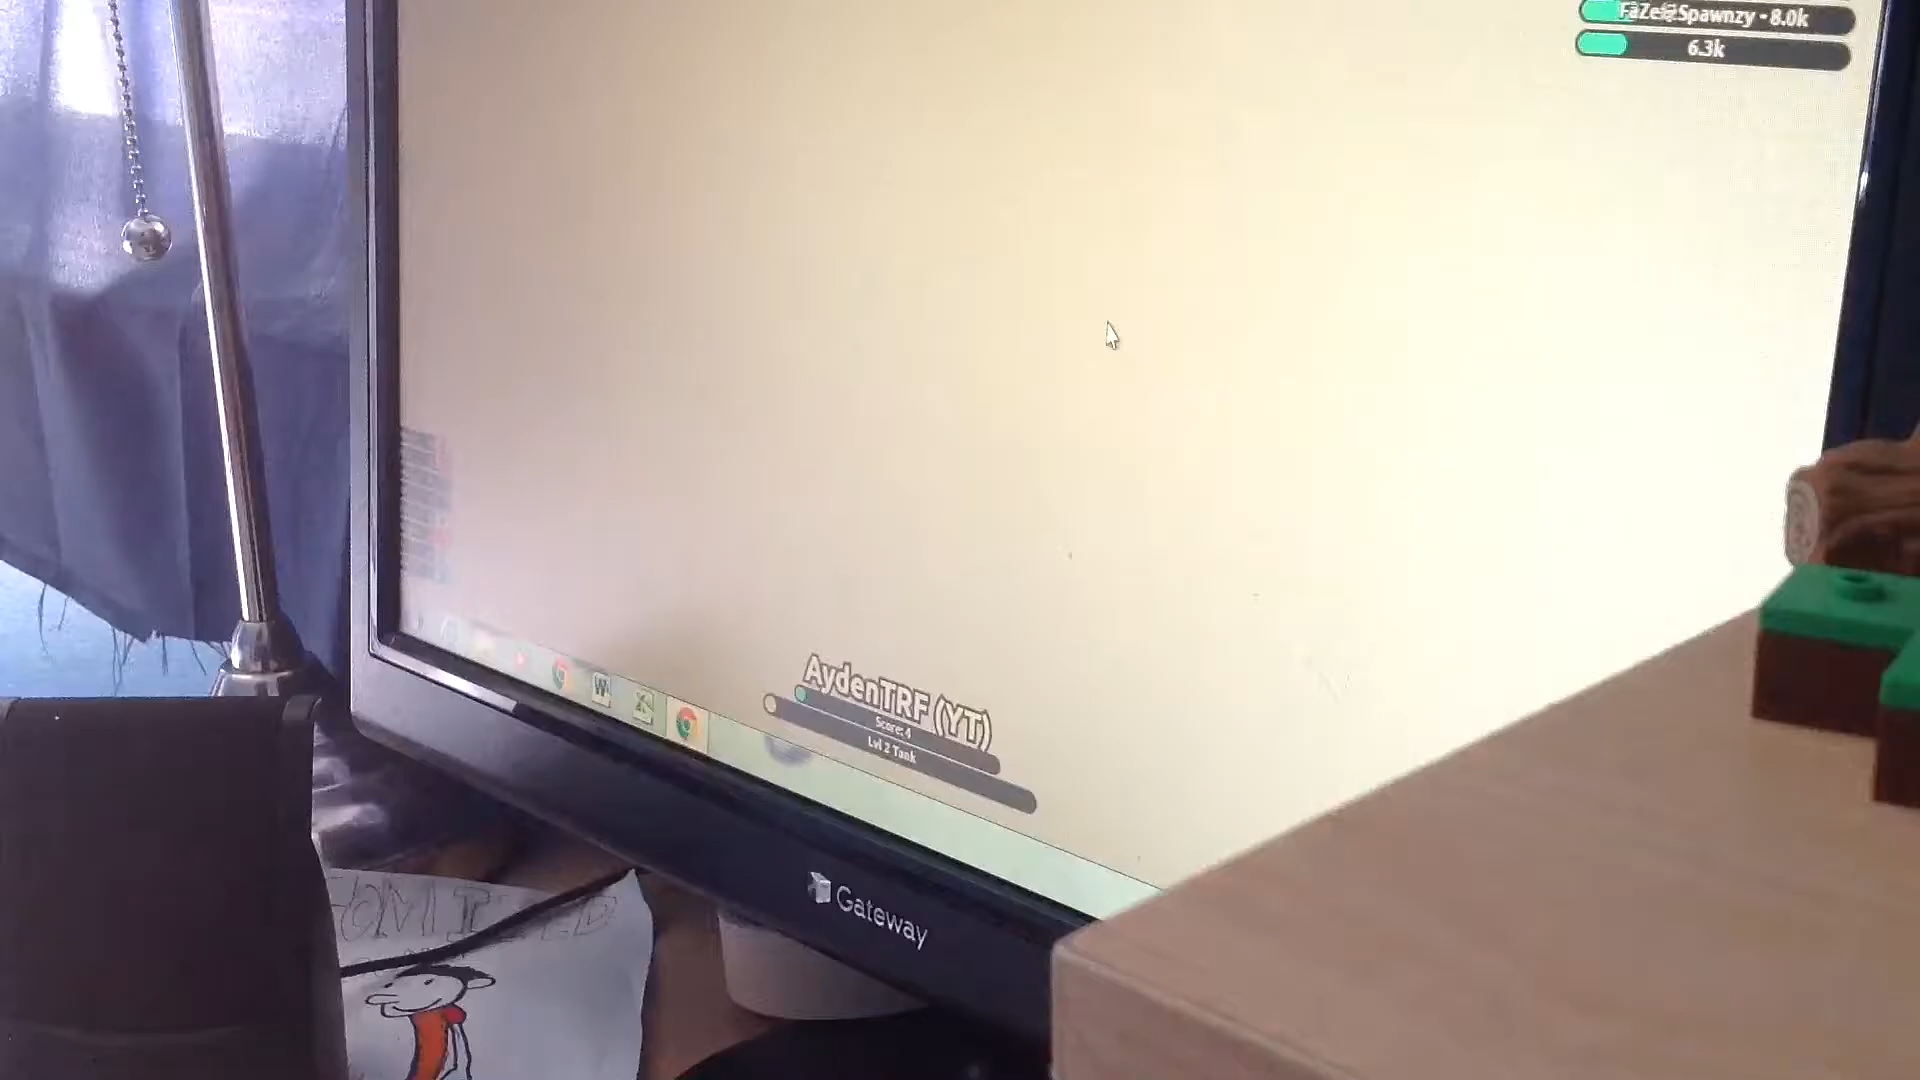 FaZe Spawnzy - 8.0k
6.3k
AydenTRF (YT)
Score: 4
Lvl 2 Tank
Gateway